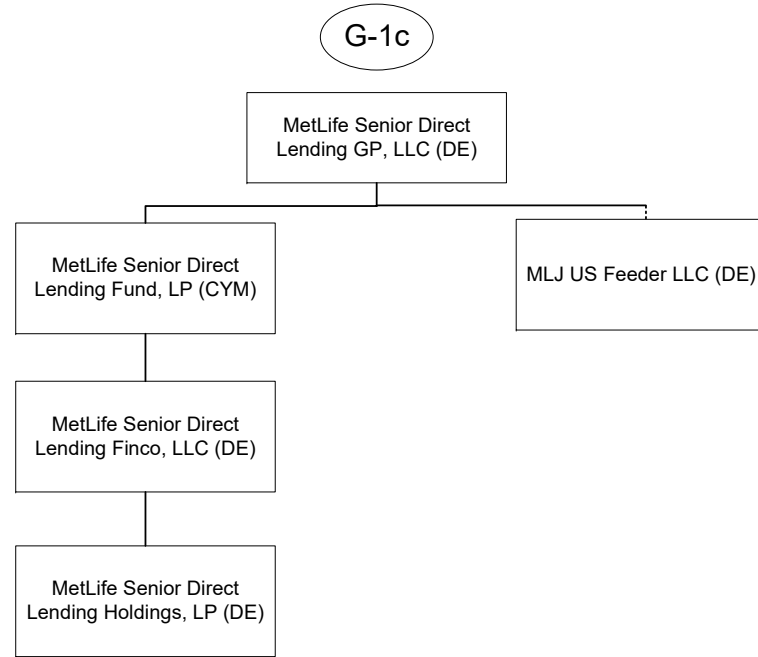 G-1c
MetLife Senior Direct
Lending GP, LLC (DE)
MetLife Senior Direct
Lending Fund, LP (CYM)
MLJ US Feeder LLC (DE)
MetLife Senior Direct
Lending Finco, LLC (DE)
MetLife Senior Direct
Lending Holdings, LP (DE)